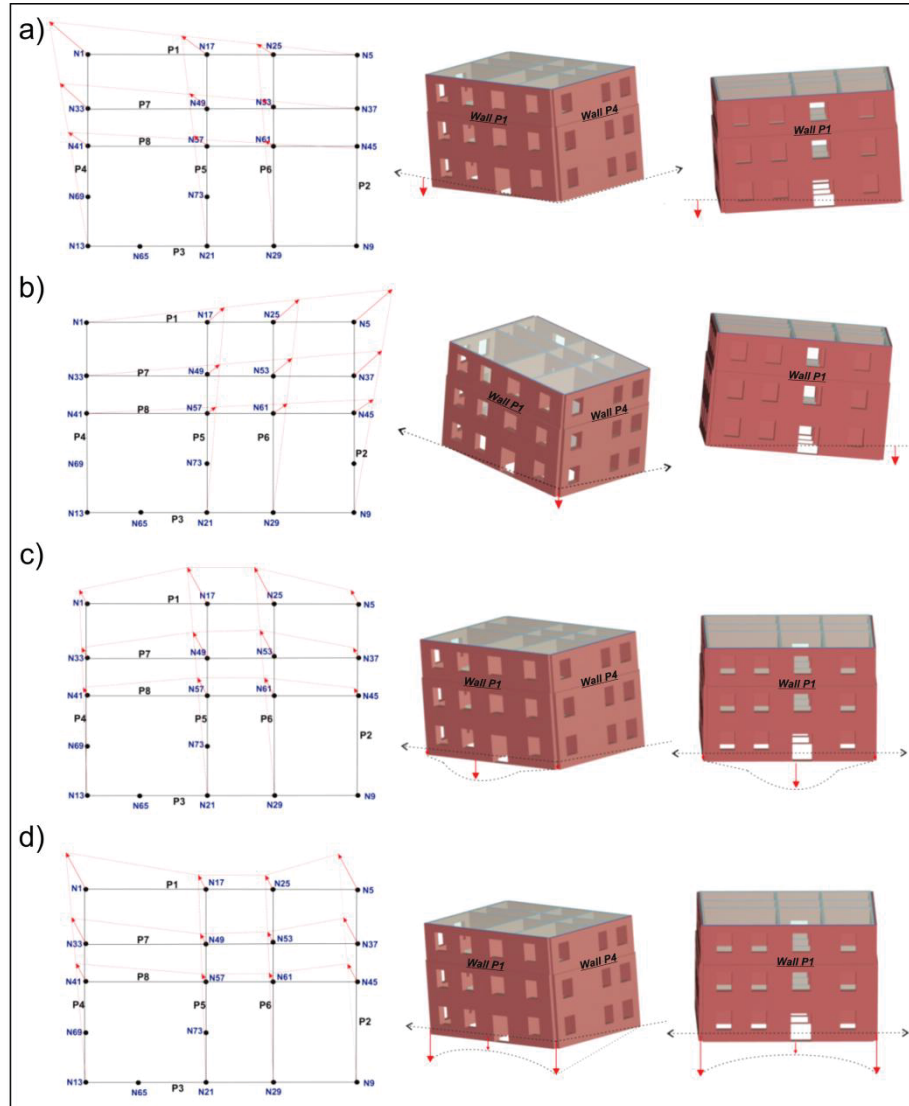 a)
N1
P1
N17
N25
N5
N33
P7
N49
N53
N37
N41
P8
N57
N61
N45
P4
P5
P6
P2
N69
N73
N13
N65
P3
N21
N29
N9
Wall P1
Wall P4
Wall P1
b)
N1
P1
N17
N25
N5
N33
P7
N49
N53
N37
N41
P8
N57
N61
N45
P4
P5
P6
P2
N69
N73
N13
N65
P3
N21
N29
N9
Wall P1
Wall P4
Wall P1
c)
N1
P1
N17
N25
N5
N33
P7
N49
N53
N37
N41
P8
N57
N61
N45
P4
P5
P6
P2
N69
N73
N13
N65
P3
N21
N29
N9
Wall P1
Wall P4
Wall P1
d)
N1
P1
N17
N25
N5
N33
P7
N49
N53
N37
N41
P8
N57
N61
N45
P4
P5
P6
P2
N69
N73
N13
N65
P3
N21
N29
N9
Wall P1
Wall P4
Wall P1